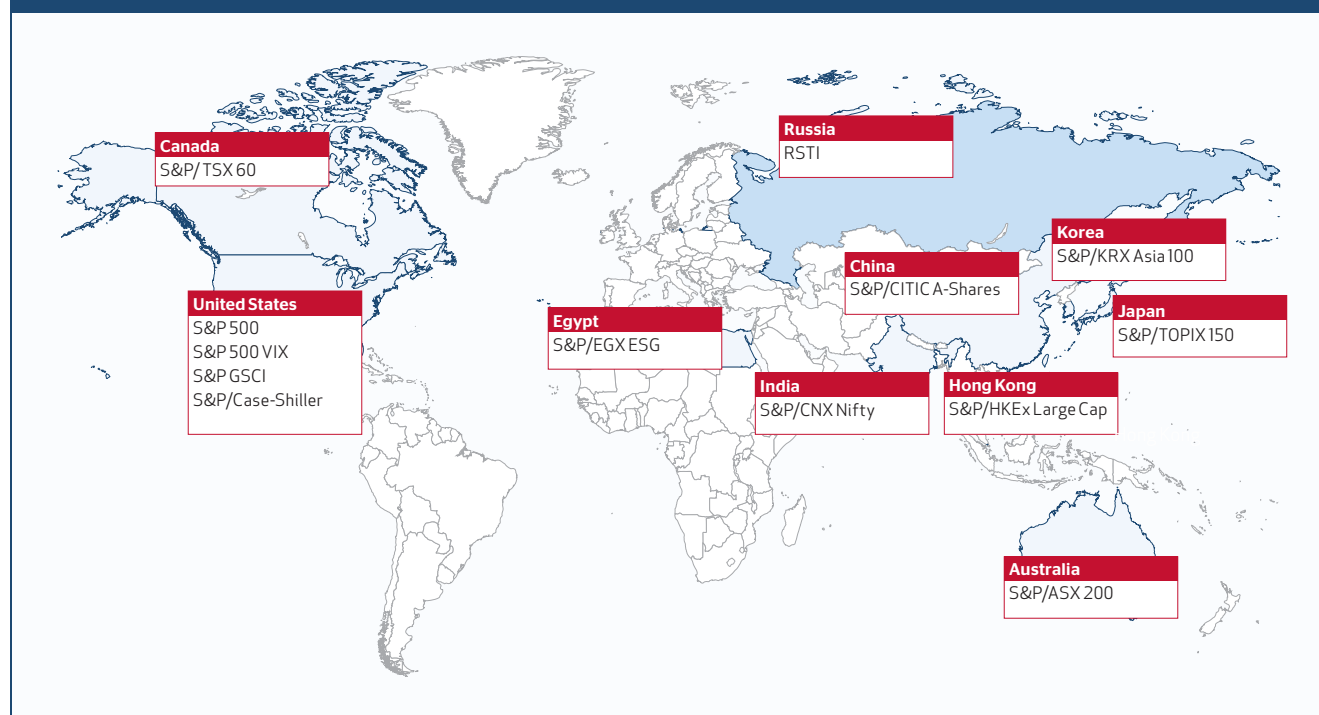 Canada
S&P/ TSX 60
United States
S&P 500
S&P 500 VIX
S&P GSCI
S&P/Case-Shiller
Russia
RSTI
Korea
S&P/KRX Asia 100
China
S&P/CITIC A-Shares
Japan
S&P/TOPIX 150
Egypt
S&P/EGX ESG
India
S&P/CNX Nifty
Hong Kong
S&P/HKEx Large Cap
Australia
S&P/ASX 200